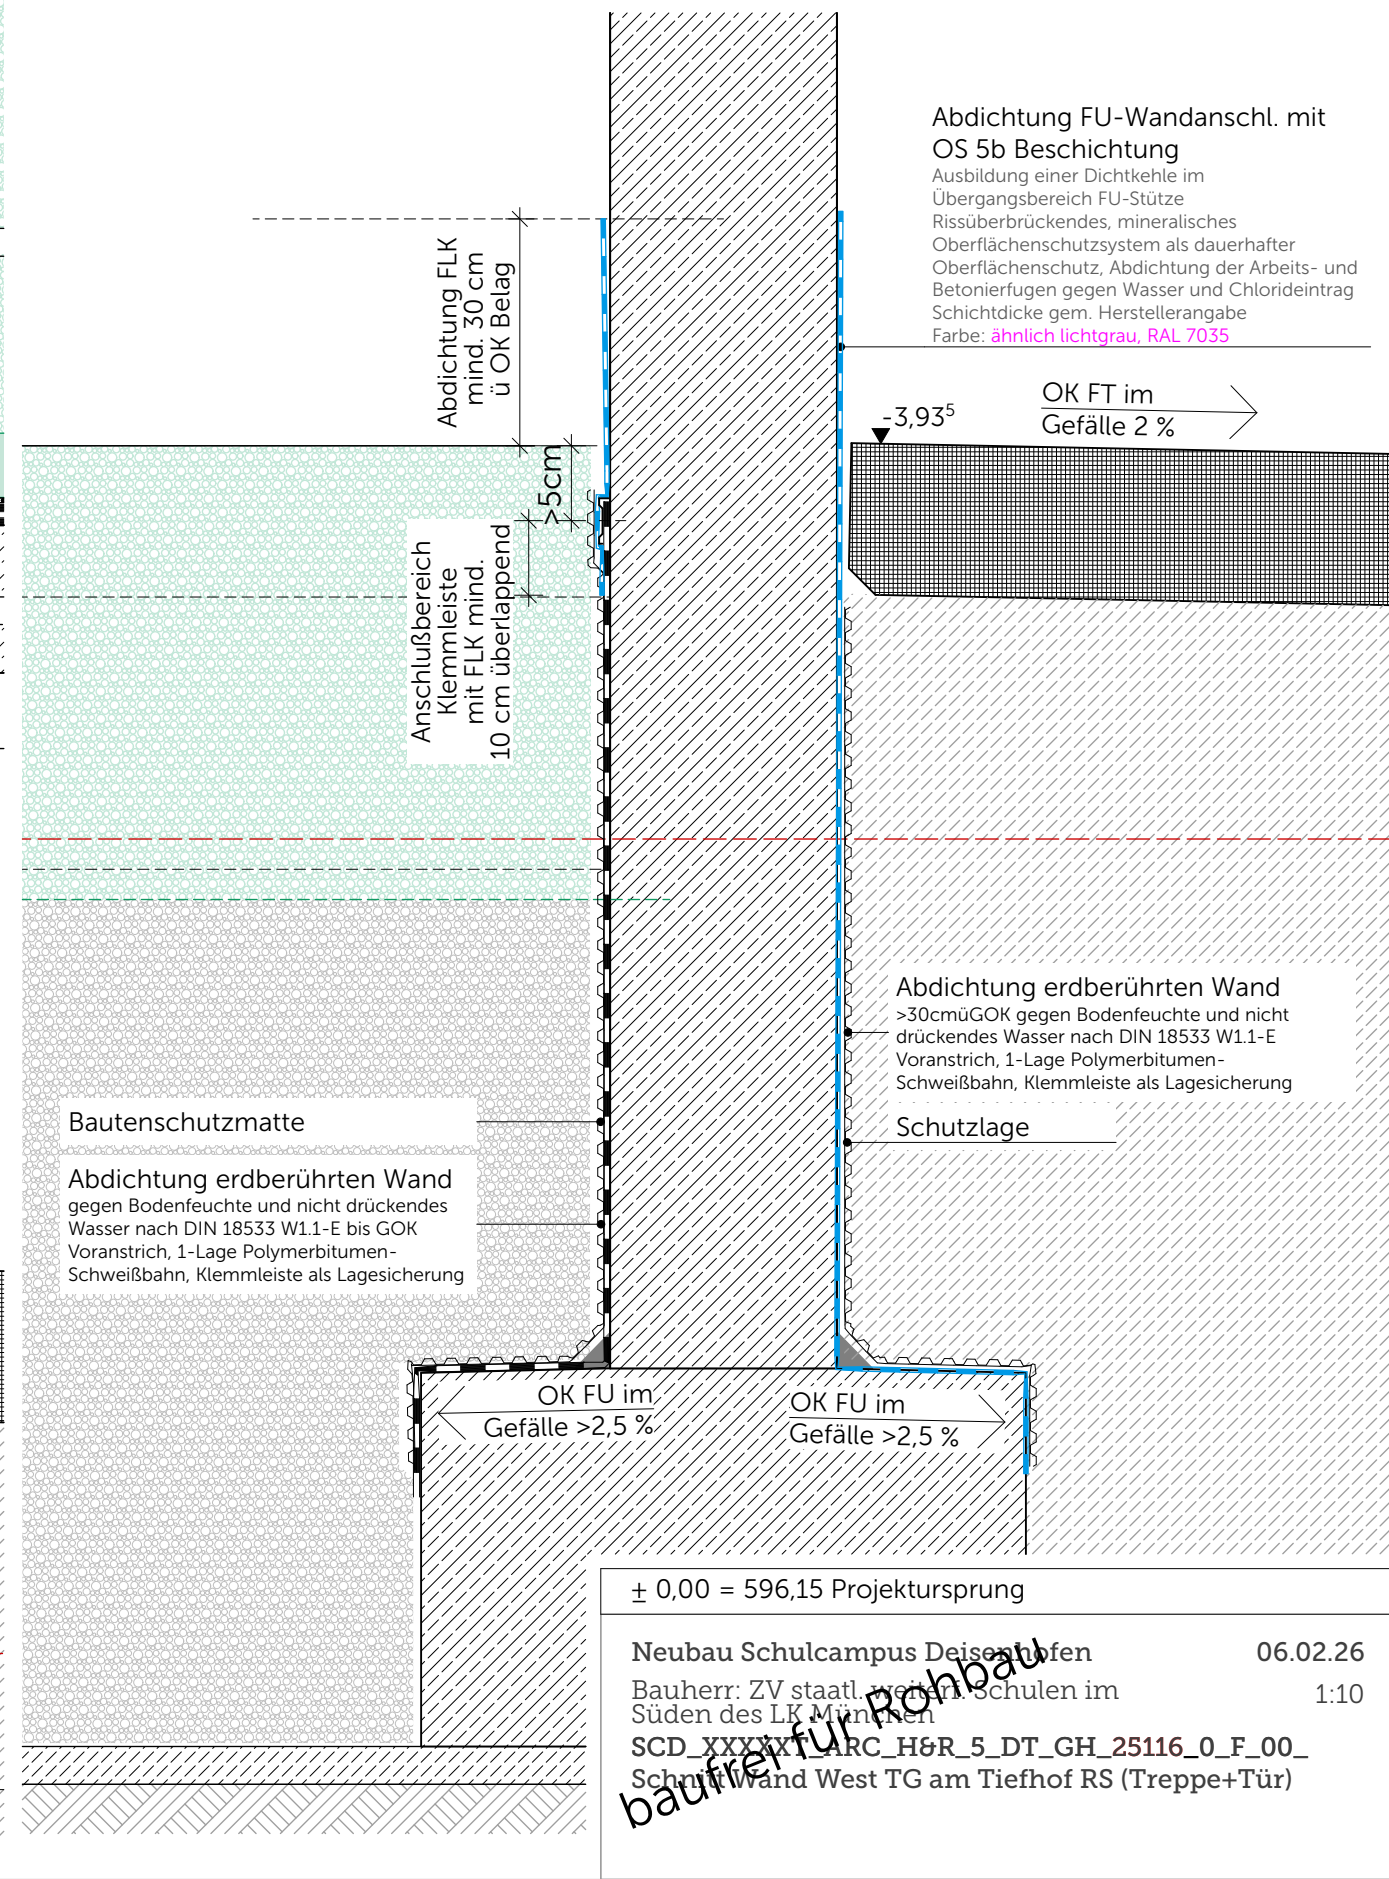 Abdichtung FU-Wandanschl. mit
OS 5b Beschichtung
Ausbildung einer Dichtkehle im
Übergangsbereich FU-Stütze
Rissüberbrückendes, mineralisches
Oberflächenschutzsystem als dauerhafter
Oberflächenschutz, Abdichtung der Arbeits- und
Betonierfugen gegen Wasser und Chlorideintrag
Schichtdicke gem. Herstellerangabe
Farbe: ähnlich lichtgrau, RAL 7035
Abdichtung FLK
mind. 30 cm
ü OK Belag
-3,93⁵
OK FT im
Gefälle 2 %
>5cm
Anschlußbereich
Klemmleiste
mit FLK mind.
10 cm überlappend
Abdichtung erdberührten Wand
>30cmüGOK gegen Bodenfeuchte und nicht
drückendes Wasser nach DIN 18533 W1.1-E
Voranstrich, 1-Lage Polymerbitumen-
Schweißbahn, Klemmleiste als Lagesicherung
Schutzlage
Bautenschutzmatte
Abdichtung erdberührten Wand
gegen Bodenfeuchte und nicht drückendes
Wasser nach DIN 18533 W1.1-E bis GOK
Voranstrich, 1-Lage Polymerbitumen-
Schweißbahn, Klemmleiste als Lagesicherung
OK FU im
Gefälle >2,5 %
OK FU im
Gefälle >2,5 %
± 0,00 = 596,15 Projektursprung
Neubau Schulcampus Deisenhofen
06.02.26
Bauherr: ZV staatl. weiterf. Schulen im
Süden des LK München
1:10
SCD_XXXXXT_ARC_H&R_5_DT_GH_25116_0_F_00_
Schnitt Wand West TG am Tiefhof RS (Treppe+Tür)
baufrei für Rohbau